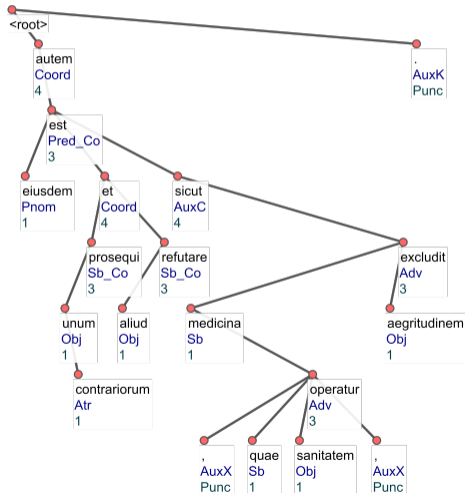 <root>
autem
Coord
4
.
AuxK
Punc
est
Pred_Co
3
eiusdem
Pnom
1
et
Coord
4
sicut
AuxC
4
prosequi
Sb_Co
3
refutare
Sb_Co
3
excludit
Adv
3
unum
Obj
1
aliud
Obj
1
medicina
Sb
1
aegritudinem
Obj
1
contrariorum
Atr
1
operatur
Adv
3
,
AuxX
Punc
quae
Sb
1
sanitatem
Obj
1
,
AuxX
Punc